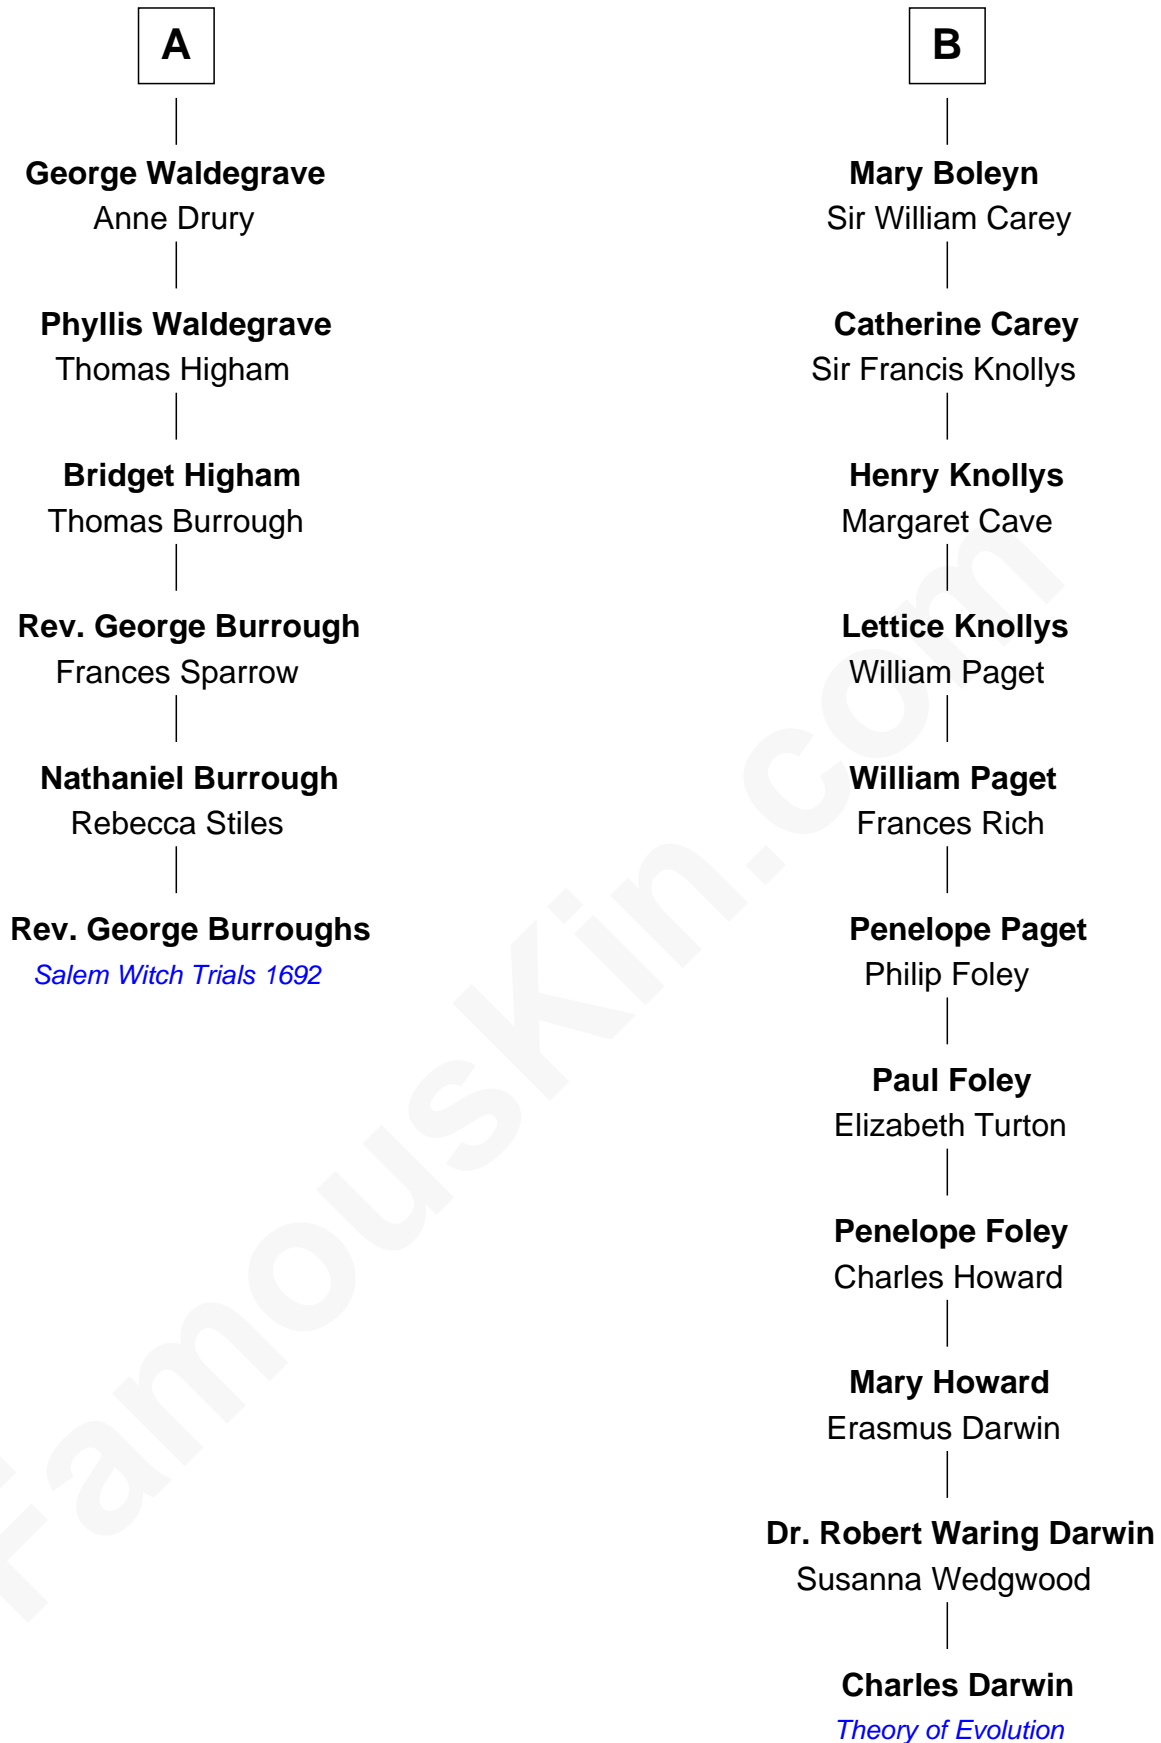 A
George Waldegrave
Anne Drury
Phyllis Waldegrave
Thomas Higham
Bridget Higham
Thomas Burrough
Rev. George Burrough
Frances Sparrow
Nathaniel Burrough
Rebecca Stiles
Rev. George Burroughs
Salem Witch Trials 1692
B
Mary Boleyn
Sir William Carey
Catherine Carey
Sir Francis Knollys
Henry Knollys
Margaret Cave
Lettice Knollys
William Paget
William Paget
Frances Rich
Penelope Paget
Philip Foley
Paul Foley
Elizabeth Turton
Penelope Foley
Charles Howard
Mary Howard
Erasmus Darwin
Dr. Robert Waring Darwin
Susanna Wedgwood
Charles Darwin
Theory of Evolution
FamousKin.com